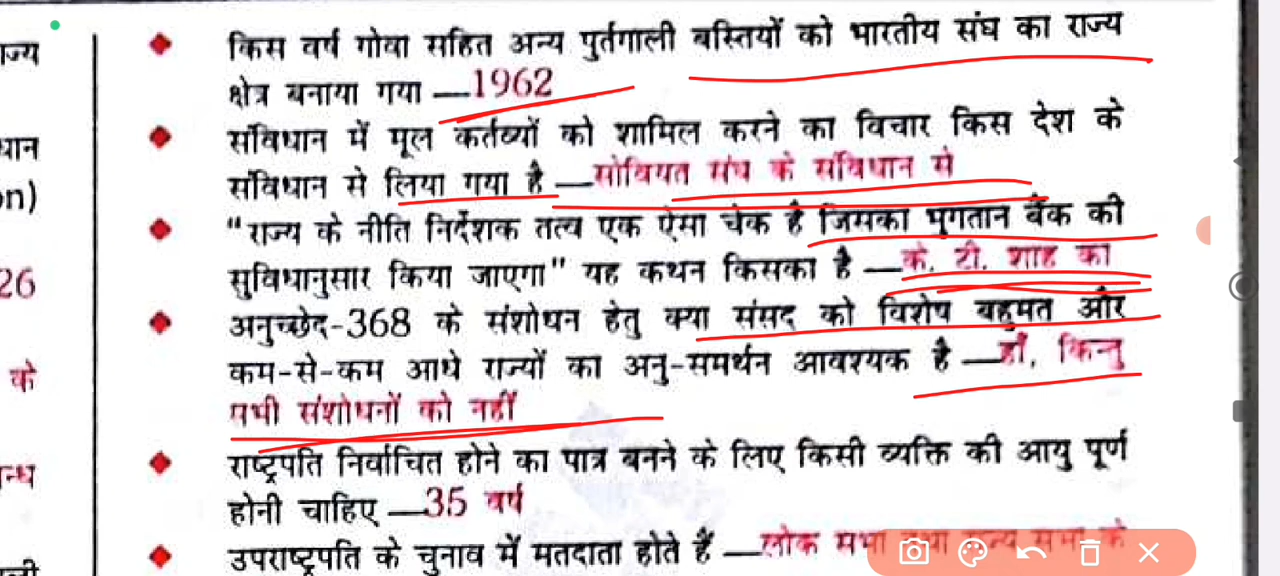 किस वर्ष गोवा सहित अन्य पुर्तगाली बस्तियों को भारतीय संघ का राज्य
क्षेत्र बनाया गया —1962
संविधान में मूल कर्तव्यों को शामिल करने का विचार किस देश के
संविधान से लिया गया है —सोवियत संघ के संविधान से
“राज्य के नीति निर्देशक तत्व एक ऐसा चेक है जिसका भुगतान बैंक की
सुविधानुसार किया जाएगा” यह कथन किसका है —के. टी. शाह का
अनुच्छेद-368 के संशोधन हेतु क्या संसद को विशेष बहुमत और
कम-से-कम आधे राज्यों का अनु-समर्थन आवश्यक है —हाँ, किन्तु
सभी संशोधनों को नहीं
राष्ट्रपति निर्वाचित होने का पात्र बनने के लिए किसी व्यक्ति की आयु पूर्ण
होनी चाहिए —35 वर्ष
उपराष्ट्रपति के चुनाव में मतदाता होते हैं —लोक सभा
26
के